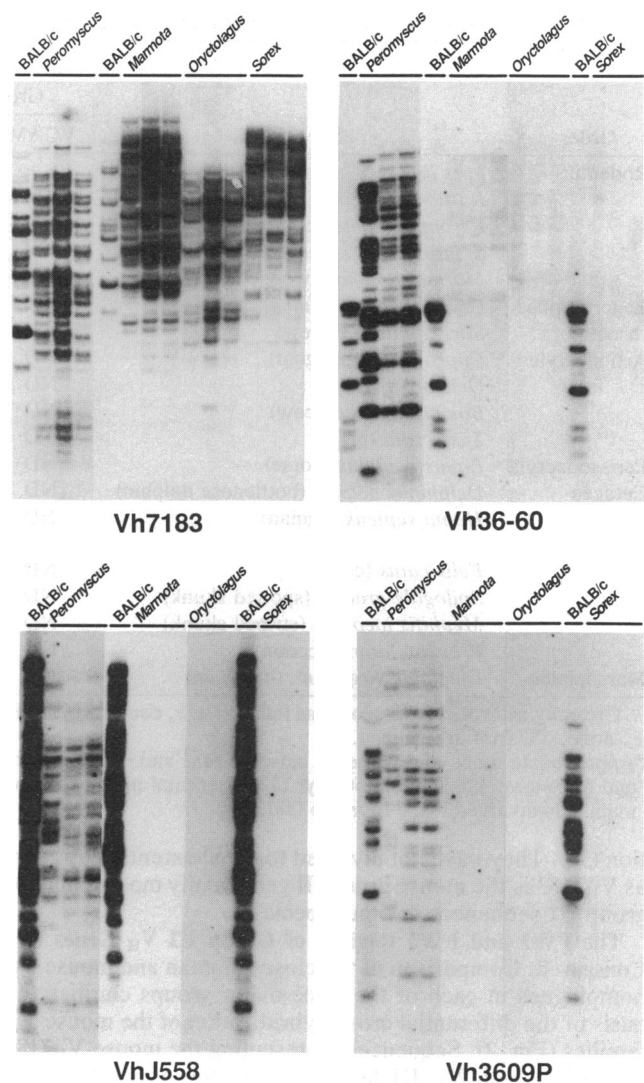 BALB/c Peromyscus BALB/c Marmota Oryctolagus Sorex
Vh7183
BALB/c Peromyscus BALB/c Marmota Oryctolagus BALB/c Sorex
Vh36-60
BALB/c Peromyscus BALB/c Marmota Oryctolagus BALB/c Sorex
VhJ558
BALB/c Peromyscus Marmota Oryctolagus BALB/c Sorex
Vh3609P